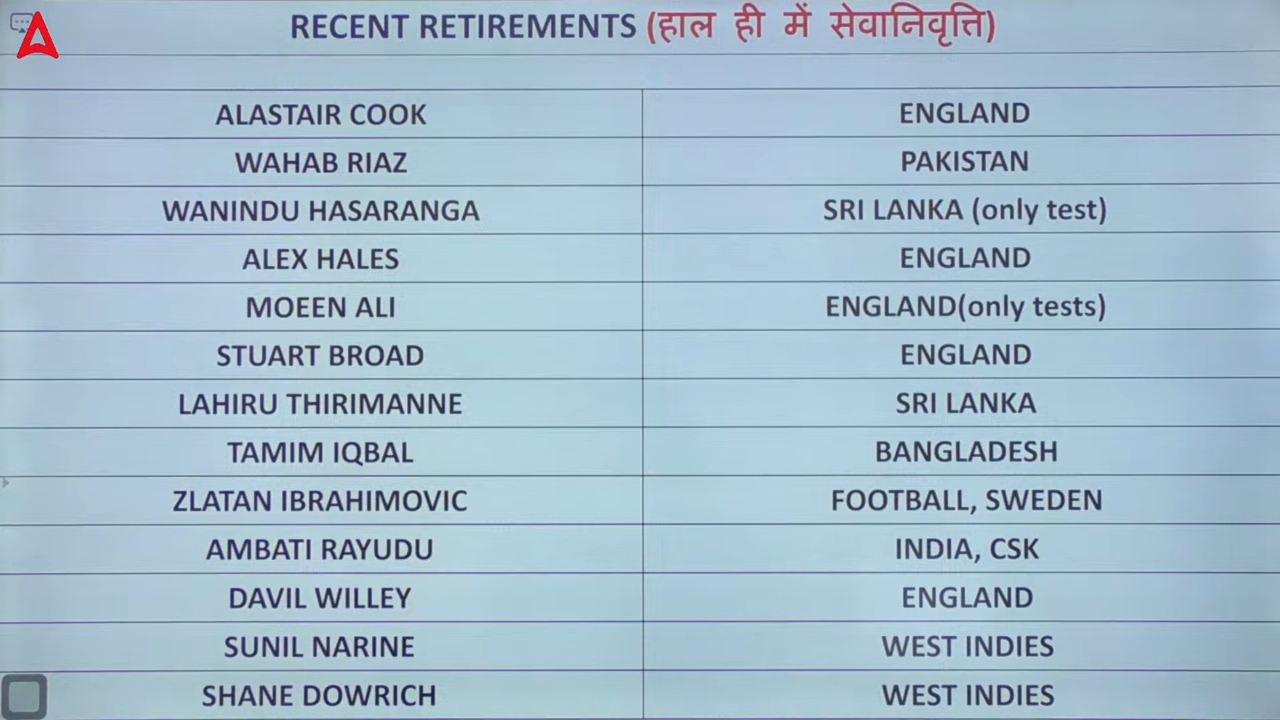 RECENT RETIREMENTS (हाल ही में सेवानिवृत्ति)
ALASTAIR COOK ENGLAND
WAHAB RIAZ PAKISTAN
WANINDU HASARANGA SRI LANKA (only test)
ALEX HALES ENGLAND
MOEEN ALI ENGLAND(only tests)
STUART BROAD ENGLAND
LAHIRU THIRIMANNE SRI LANKA
TAMIM IQBAL BANGLADESH
ZLATAN IBRAHIMOVIC FOOTBALL, SWEDEN
AMBATI RAYUDU INDIA, CSK
DAVIL WILLEY ENGLAND
SUNIL NARINE WEST INDIES
SHANE DOWRICH WEST INDIES